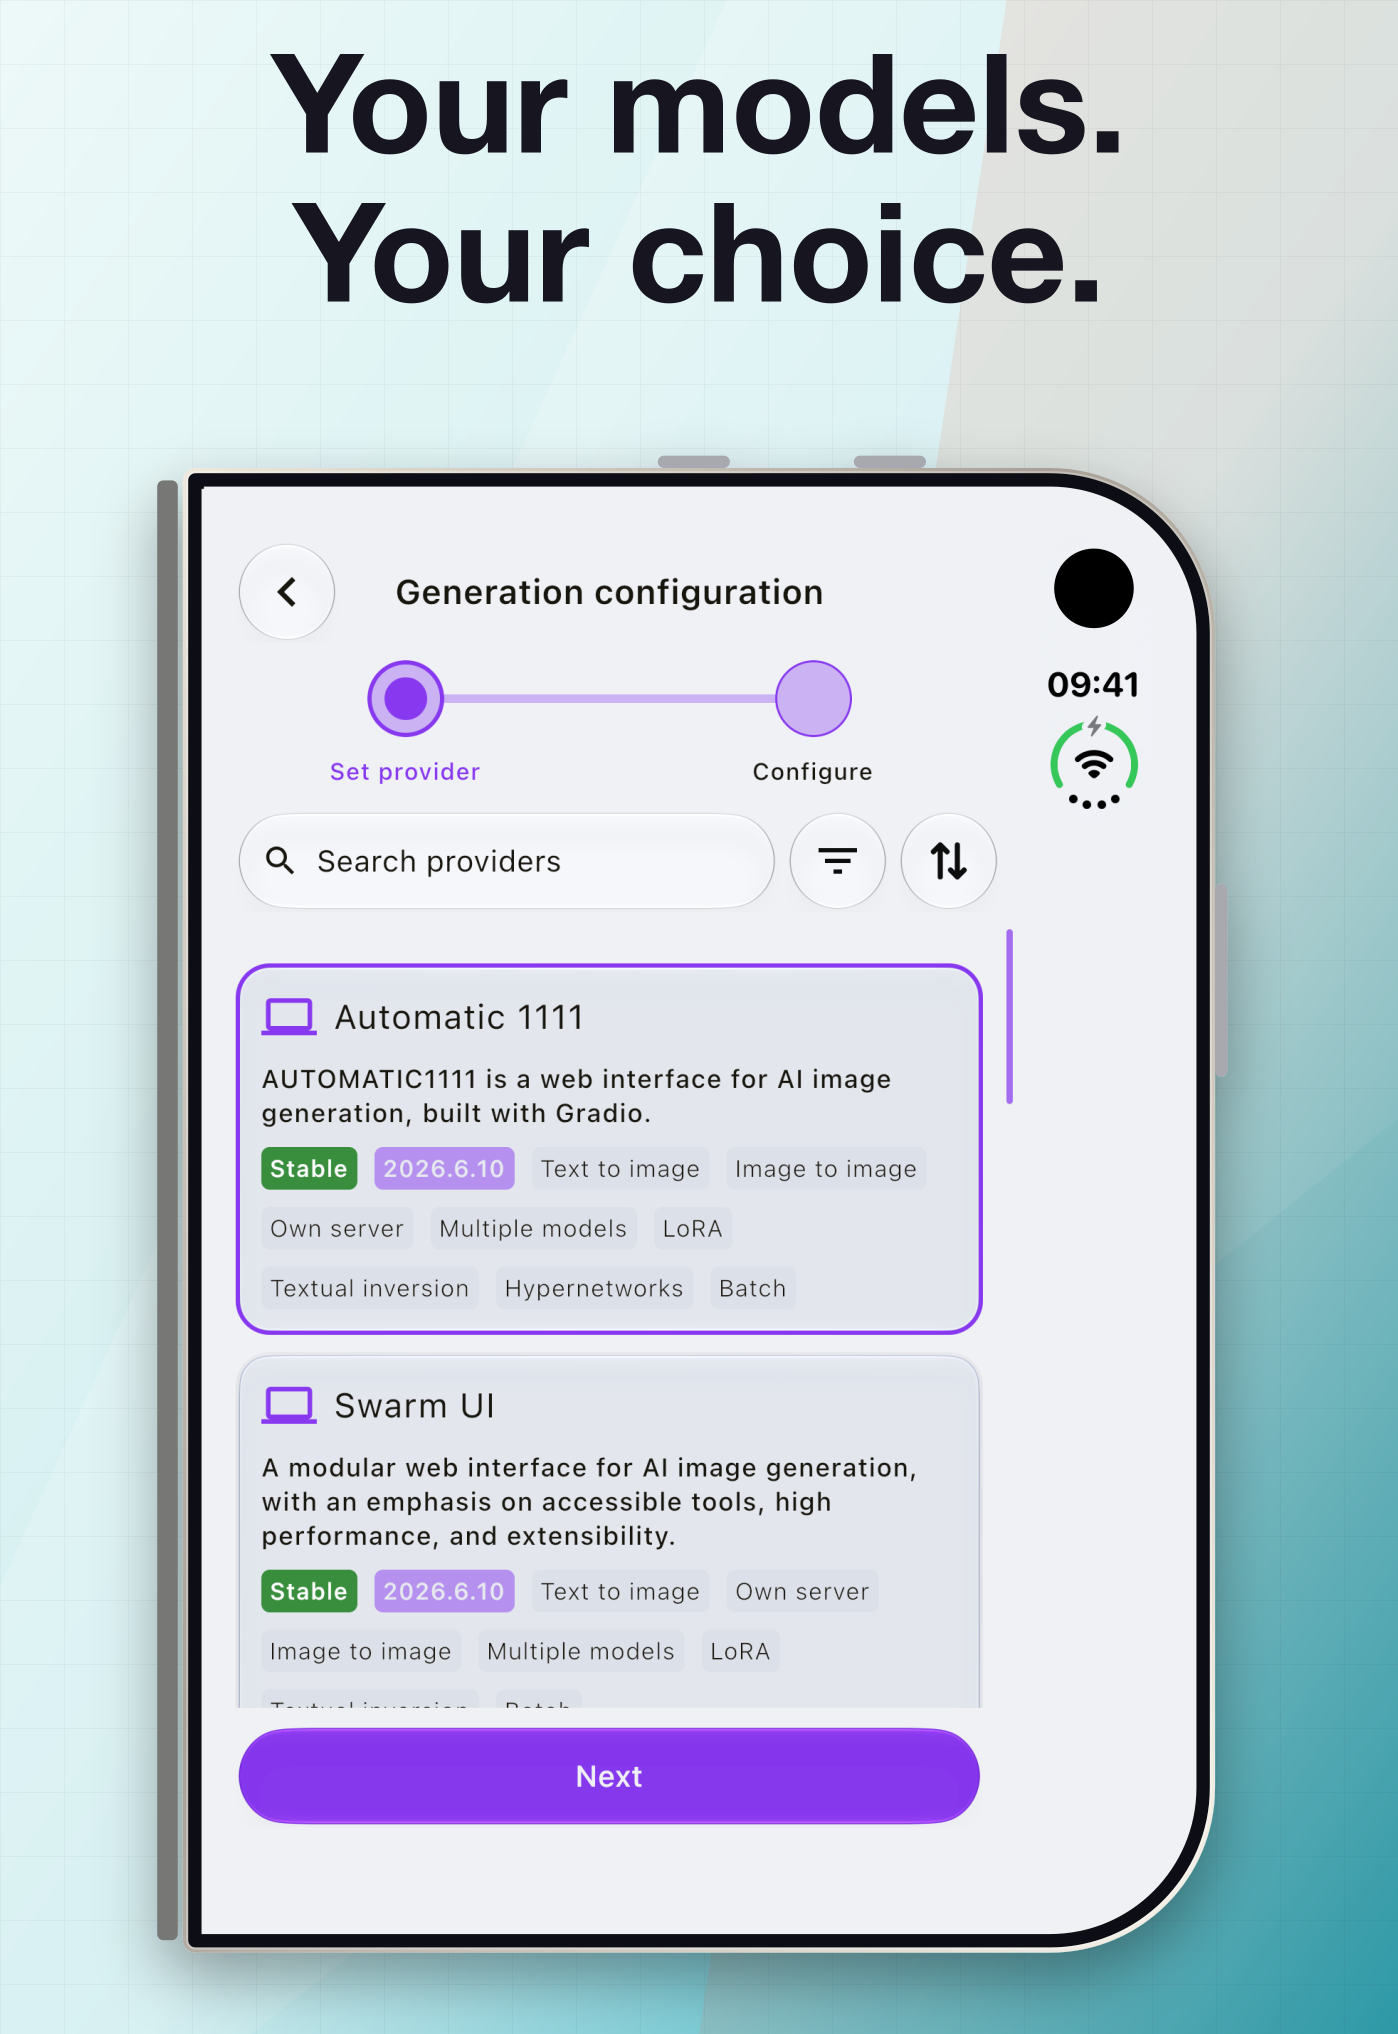 Your models.
Your choice.
Generation configuration
09:41
Set provider
Configure
Search providers
Automatic 1111
AUTOMATIC1111 is a web interface for AI image
generation, built with Gradio.
Stable 2026.6.10 Text to image Image to image
Own server Multiple models LoRA
Textual inversion Hypernetworks Batch
Swarm UI
A modular web interface for AI image generation,
with an emphasis on accessible tools, high
performance, and extensibility.
Stable 2026.6.10 Text to image Own server
Image to image Multiple models LoRA
Textual inversion Batch
Next